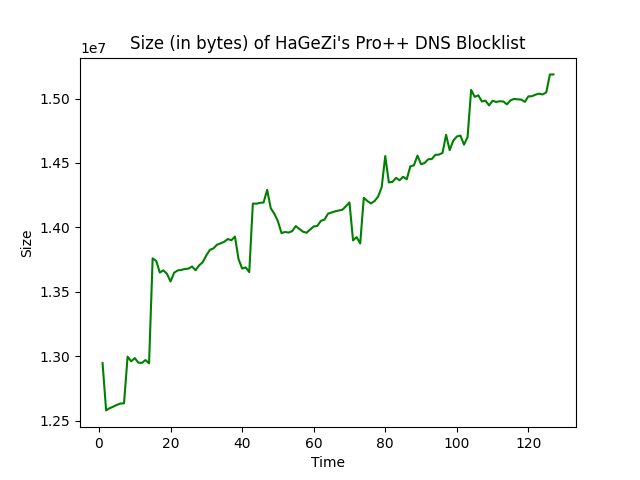 Size (in bytes) of HaGeZi's Pro++ DNS Blocklist
1e7
1.50
1.45
1.40
1.35
1.30
1.25
Size
0 20 40 60 80 100 120
Time